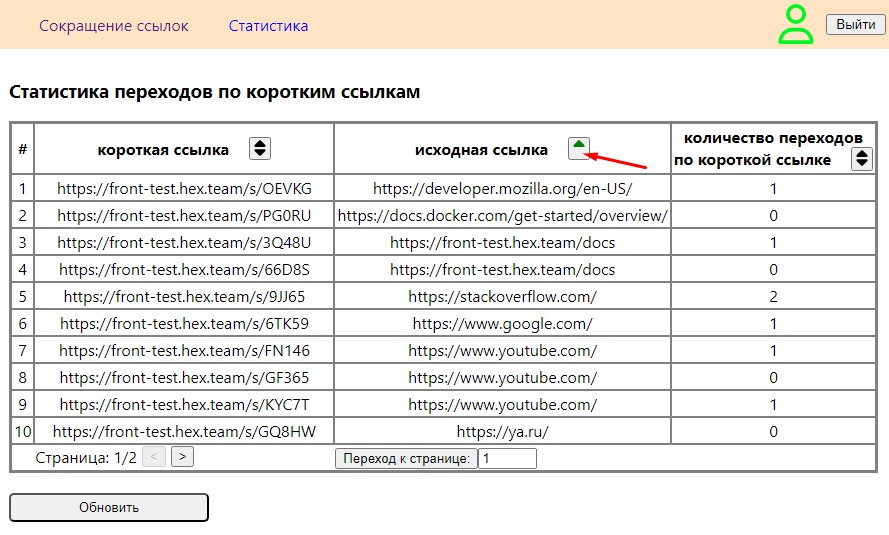 Сокращение ссылок Статистика Выйти
Статистика переходов по коротким ссылкам
# короткая ссылка исходная ссылка количество переходов
по короткой ссылке
1 https://front-test.hex.team/s/OEVKG https://developer.mozilla.org/en-US/ 1
2 https://front-test.hex.team/s/PG0RU https://docs.docker.com/get-started/overview/ 0
3 https://front-test.hex.team/s/3Q48U https://front-test.hex.team/docs 1
4 https://front-test.hex.team/s/66D8S https://front-test.hex.team/docs 0
5 https://front-test.hex.team/s/9JJ65 https://stackoverflow.com/ 2
6 https://front-test.hex.team/s/6TK59 https://www.google.com/ 1
7 https://front-test.hex.team/s/FN146 https://www.youtube.com/ 1
8 https://front-test.hex.team/s/GF365 https://www.youtube.com/ 0
9 https://front-test.hex.team/s/KYC7T https://www.youtube.com/ 1
10 https://front-test.hex.team/s/GQ8HW https://ya.ru/ 0
Страница: 1/2 < > Переход к странице: 1
Обновить